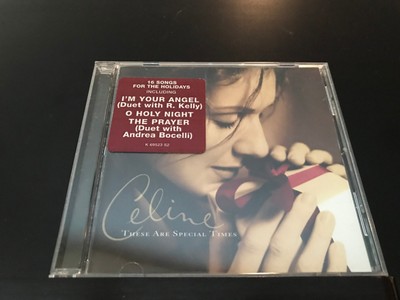 16 SONGS
FOR THE HOLIDAYS
INCLUDING
I'M YOUR ANGEL
(Duet with R. Kelly)
O HOLY NIGHT
THE PRAYER
(Duet with
Andrea Bocelli)
Celine
THESE ARE SPECIAL TIMES